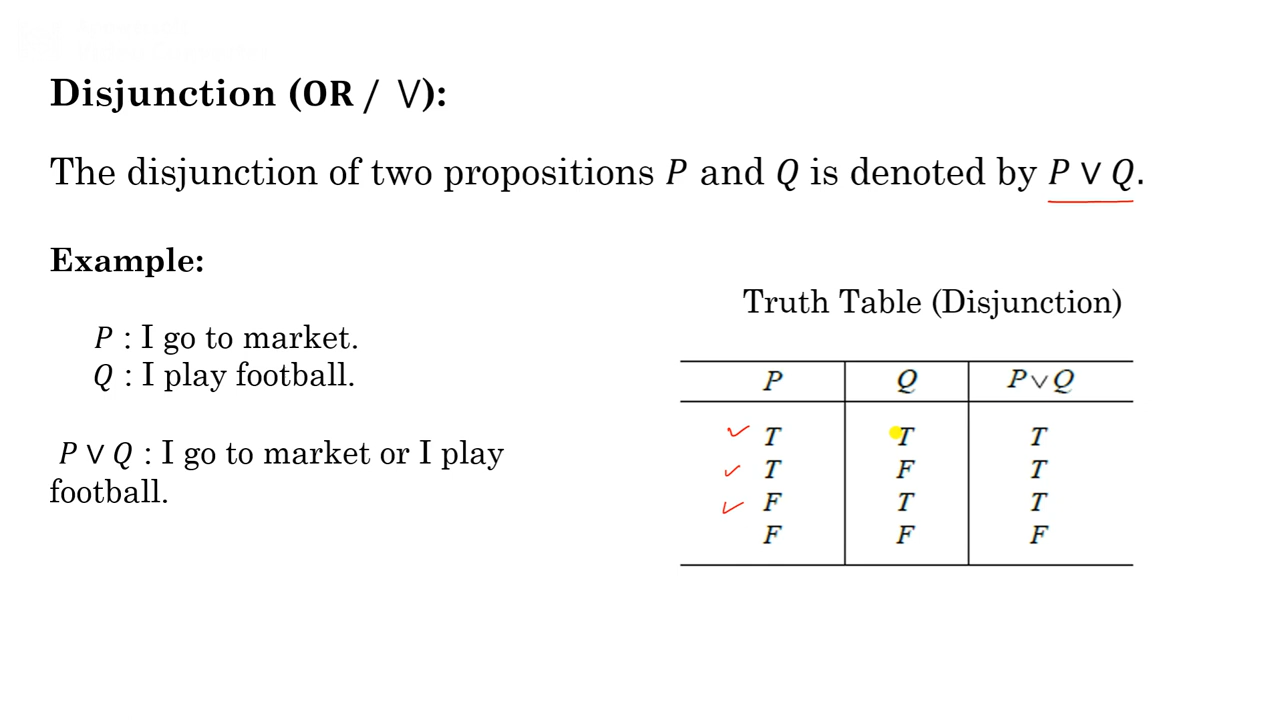 Disjunction (OR / ∨):
The disjunction of two propositions P and Q is denoted by P ∨ Q.
Example:
P : I go to market.
Q : I play football.
P ∨ Q : I go to market or I play
football.
Truth Table (Disjunction)
P Q P∨Q
T T T
T F T
F T T
F F F